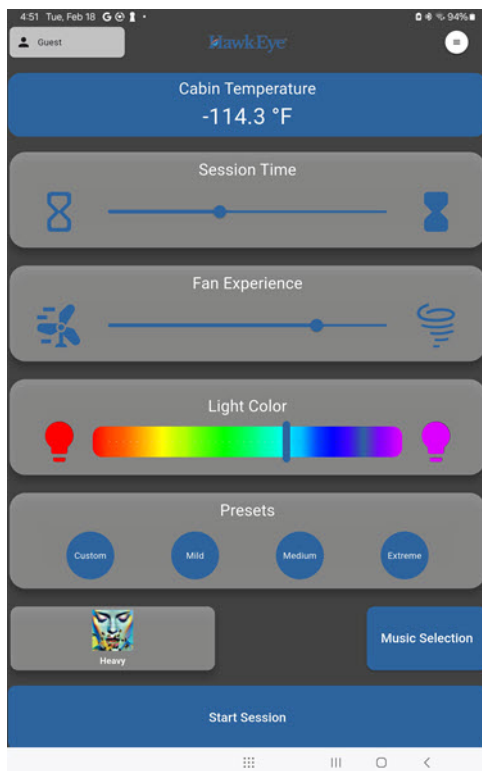 4:51 Tue, Feb 18 G
94%
Guest
HawkEye
Cabin Temperature
-114.3 °F
Session Time
Fan Experience
Light Color
Presets
Custom Mild Medium Extreme
Heavy
Music Selection
Start Session